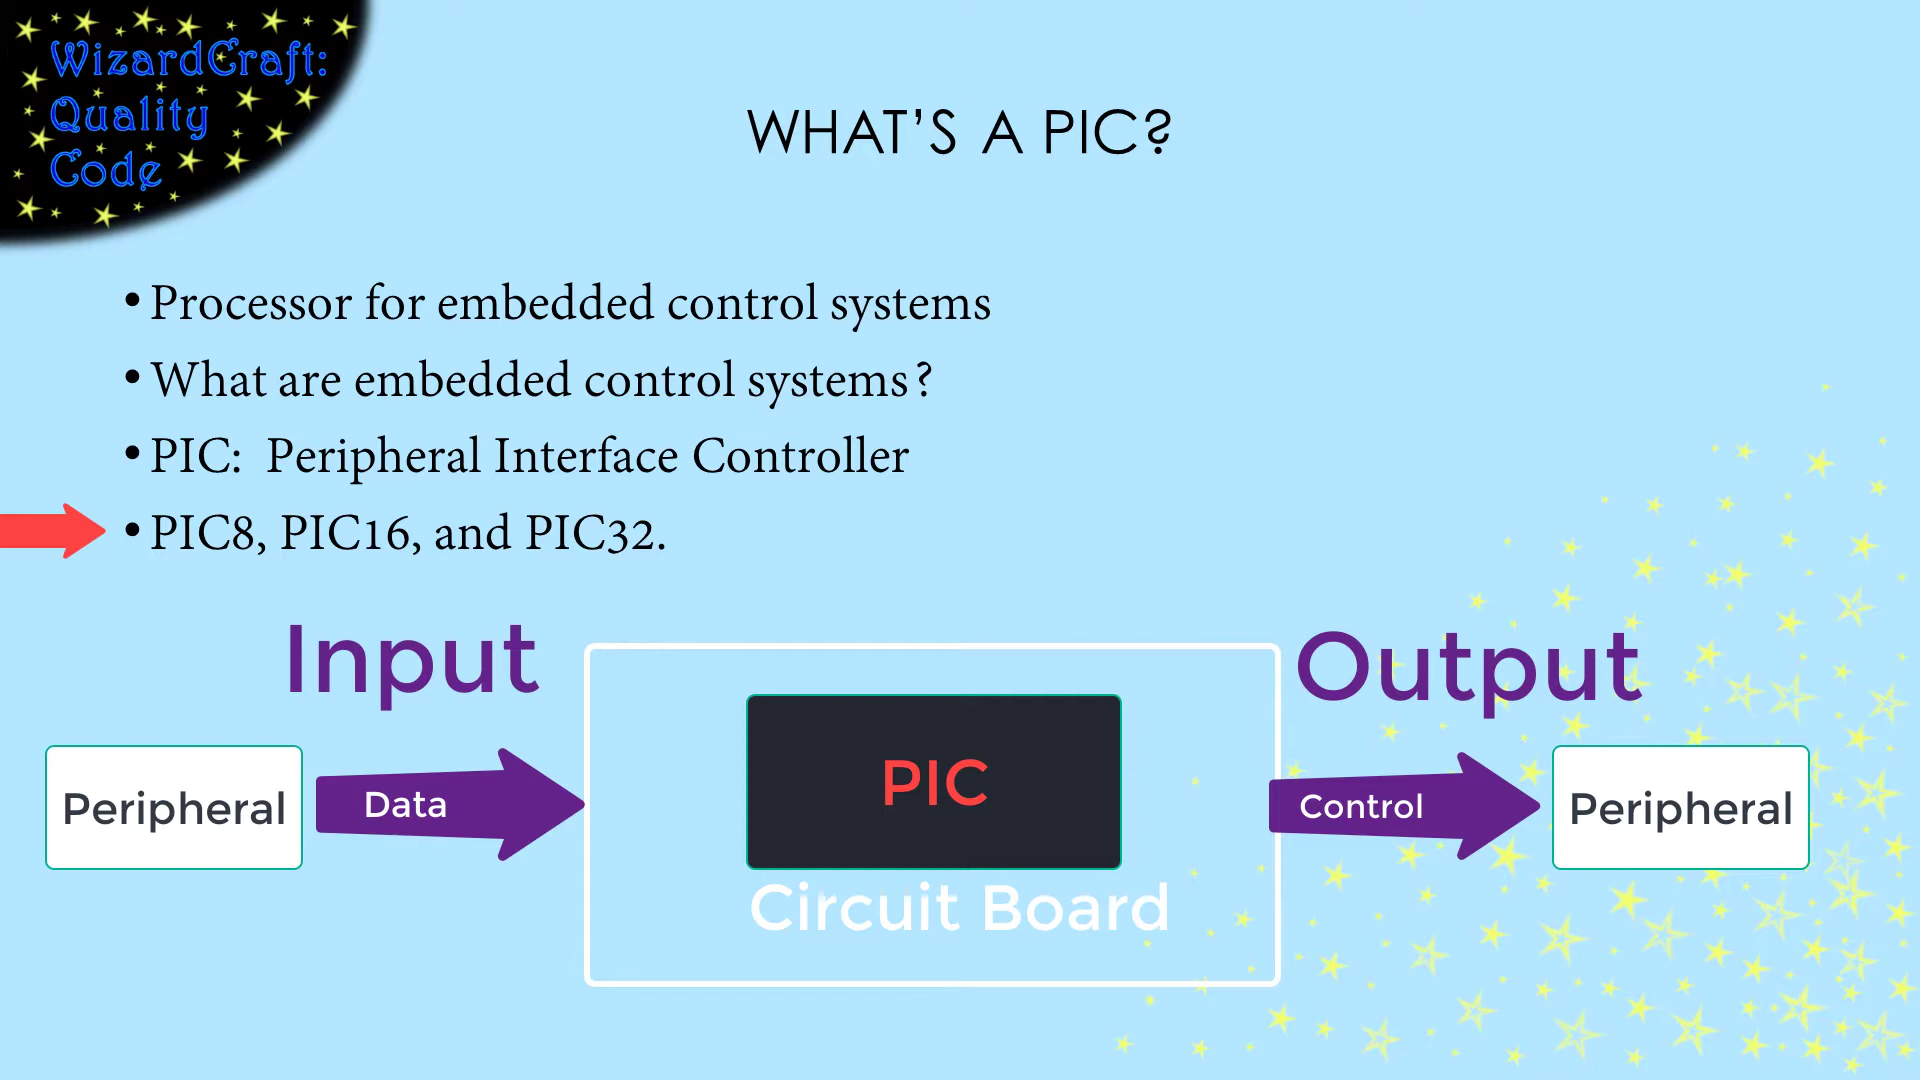 WizardCraft:
Quality
Code
WHAT’S A PIC?
• Processor for embedded control systems
• What are embedded control systems?
• PIC:  Peripheral Interface Controller
• PIC8, PIC16, and PIC32.
Input
Output
Peripheral
Data
PIC
Control
Peripheral
Circuit Board